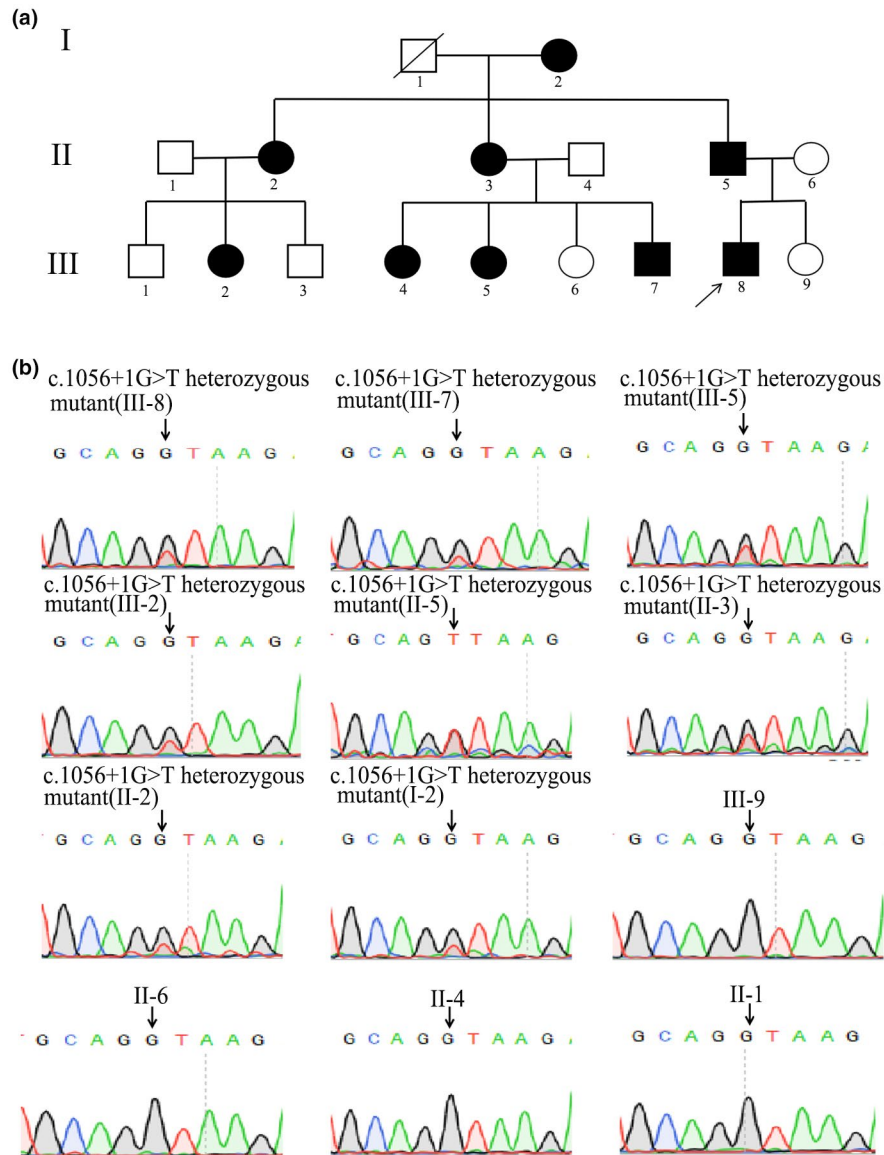 (a)
I
1
2
II
1
2
3
4
5
6
III
1
2
3
4
5
6
7
8
9
(b)
c.1056+1G>T heterozygous
mutant(III-8)
G C A G G T A A G
c.1056+1G>T heterozygous
mutant(III-7)
G C A G G T A A G
c.1056+1G>T heterozygous
mutant(III-5)
G C A G G T A A G A
c.1056+1G>T heterozygous
mutant(III-2)
G C A G G T A A G A
c.1056+1G>T heterozygous
mutant(II-5)
G C A G T T A A G
c.1056+1G>T heterozygous
mutant(II-3)
G C A G G T A A G A
c.1056+1G>T heterozygous
mutant(II-2)
G C A G G T A A G A
c.1056+1G>T heterozygous
mutant(I-2)
G C A G G T A A G
III-9
G C A G G T A A G
II-6
G C A G G T A A G
II-4
G C A G G T A A G
II-1
G C A G G T A A G